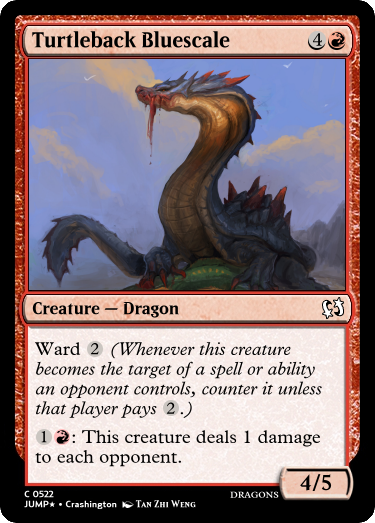 Turtleback Bluescale 4
Creature — Dragon
Ward 2 (Whenever this creature
becomes the target of a spell or ability
an opponent controls, counter it unless
that player pays 2.)
1: This creature deals 1 damage
to each opponent.
4/5
C 0522 DRAGONS
JUMP★ • Crashington Tan Zhi Weng